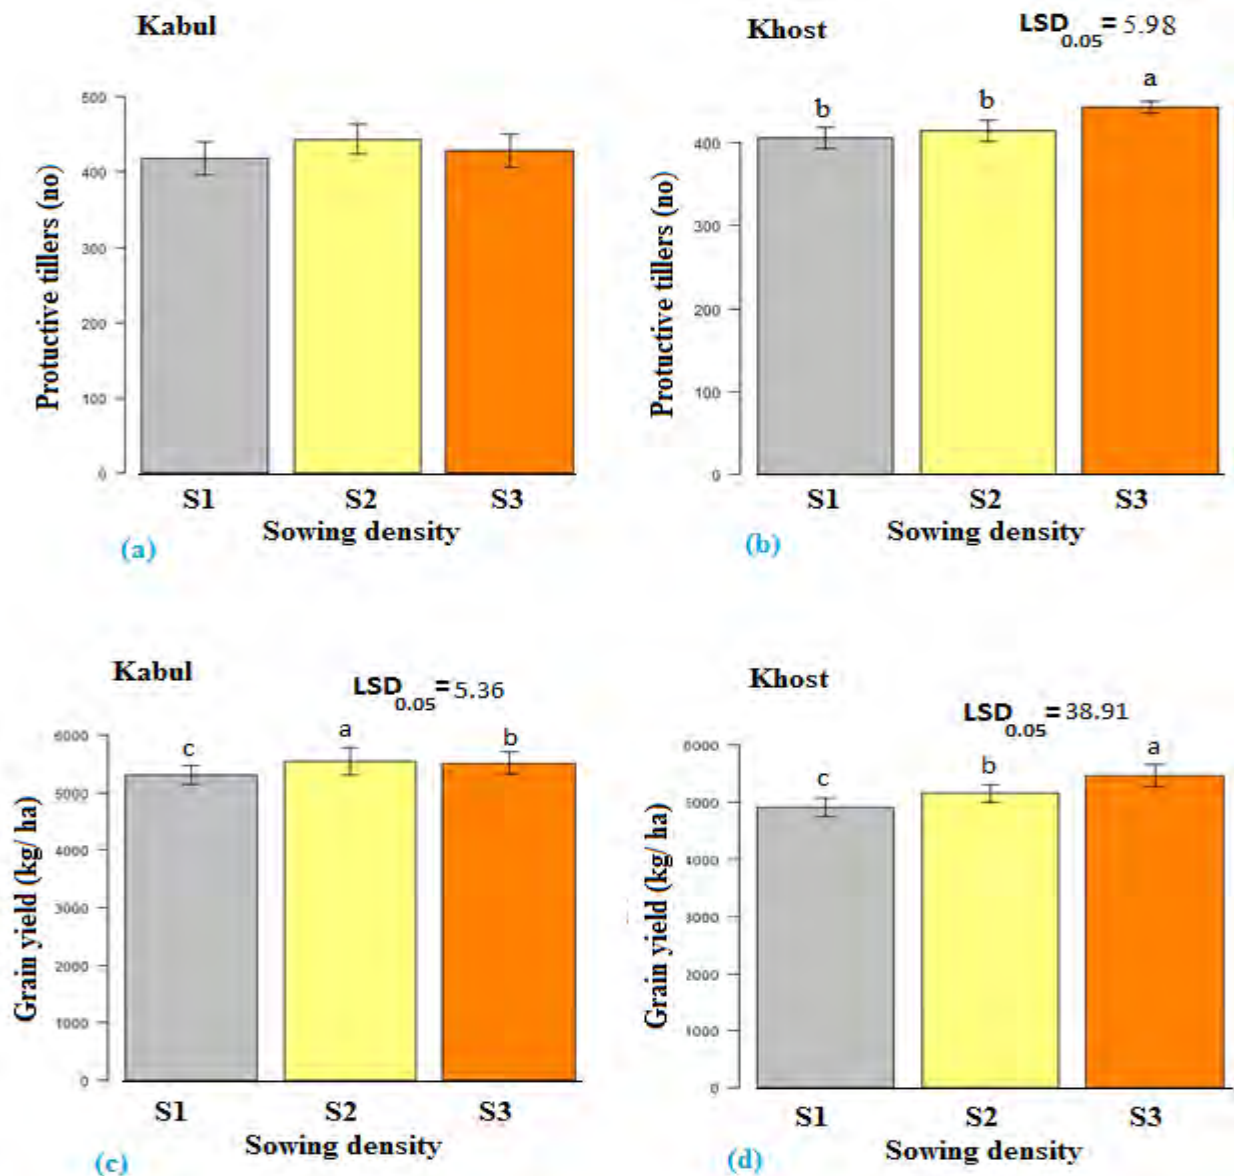 Kabul
Khost
LSD0.05= 5.98
Protuctive tillers (no)
500
400
300
200
100
0
S1 S2 S3
Sowing density
(a)
Protuctive tillers (no)
400
300
200
100
0
b b a
S1 S2 S3
Sowing density
(b)
Kabul
LSD0.05= 5.36
Grain yield (kg/ ha)
6000
5000
4000
3000
2000
1000
0
c a b
S1 S2 S3
Sowing density
(c)
Khost
LSD0.05= 38.91
Grain yield (kg/ ha)
6000
5000
4000
3000
2000
1000
0
c b a
S1 S2 S3
Sowing density
(d)